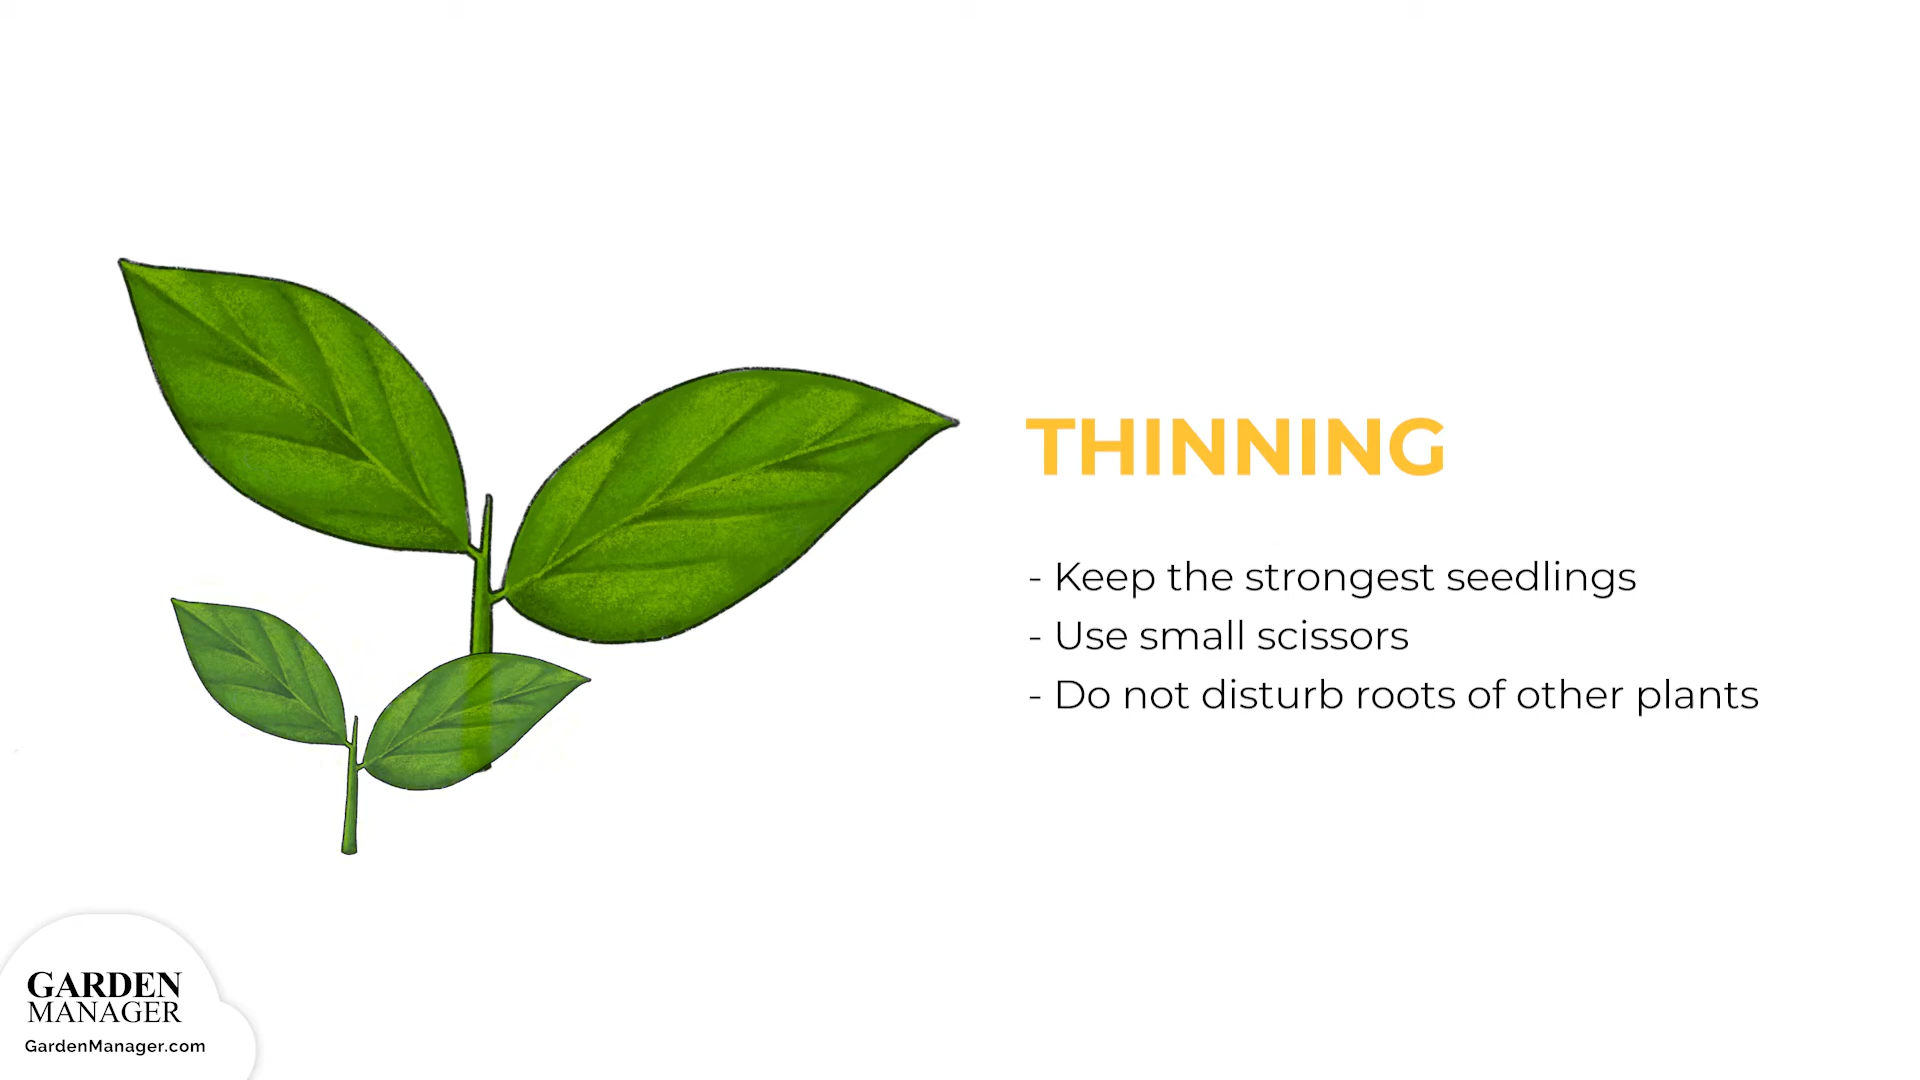 THINNING
- Keep the strongest seedlings
- Use small scissors
- Do not disturb roots of other plants
GARDEN
MANAGER
GardenManager.com